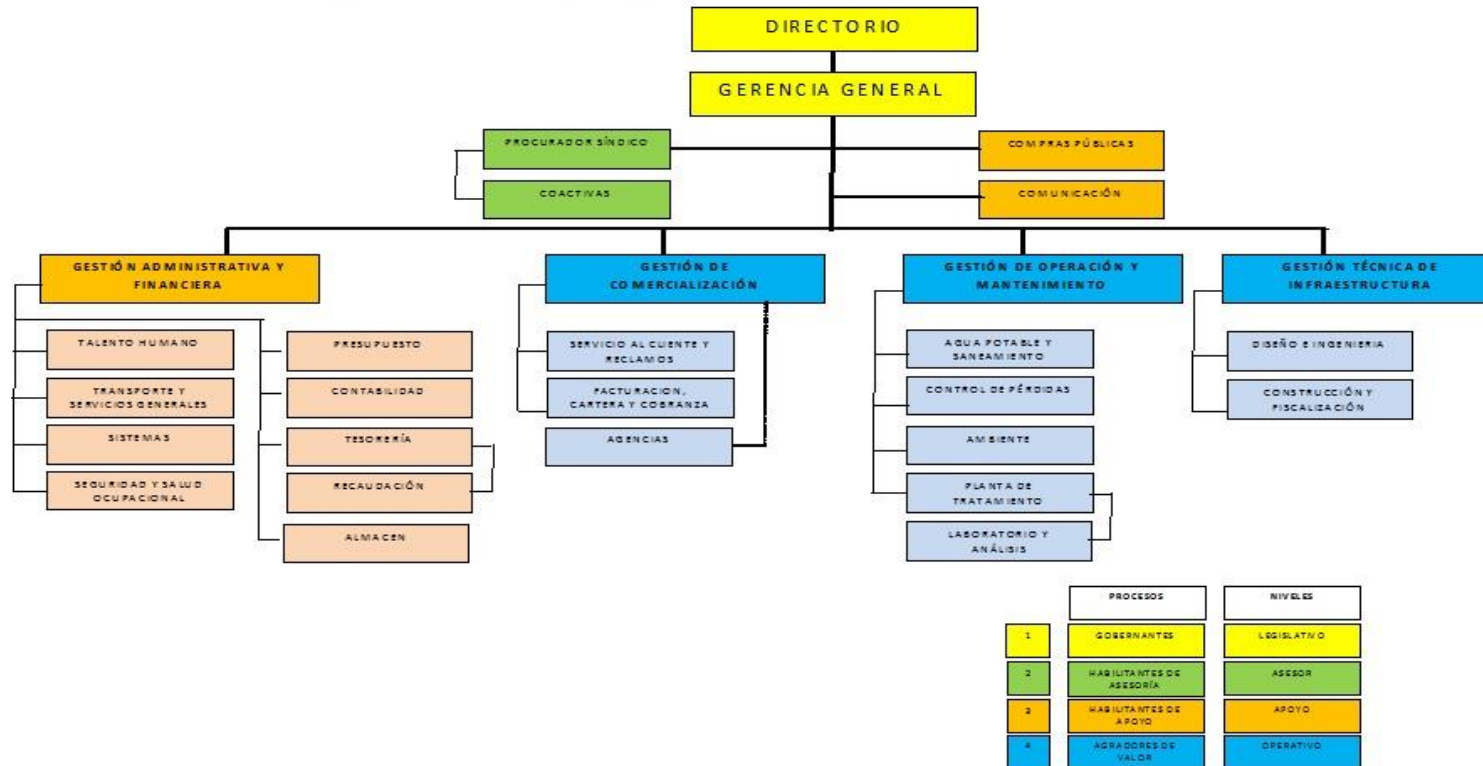 DIRECTORIO
GERENCIA GENERAL
PROCURADOR SÍNDICO
COMPRAS PÚBLICAS
COACTIVAS
COMUNICACIÓN
GESTIÓN ADMINISTRATIVA Y
FINANCIERA
GESTIÓN DE
COMERCIALIZACIÓN
GESTIÓN DE OPERACIÓN Y
MANTENIMIENTO
GESTIÓN TÉCNICA DE
INFRAESTRUCTURA
TALENTO HUMANO
TRANSPORTE Y
SERVICIOS GENERALES
SISTEMAS
SEGURIDAD Y SALUD
OCUPACIONAL
PRESUPUESTO
CONTABILIDAD
TESORERÍA
RECAUDACIÓN
ALMACEN
SERVICIO AL CLIENTE Y
RECLAMOS
FACTURACION,
CARTERA Y COBRANZA
AGENCIAS
AGUA POTABLE Y
SANEAMIENTO
CONTROL DE PÉRDIDAS
AMBIENTE
PLANTA DE
TRATAMIENTO
LABORATORIO Y
ANÁLISIS
DISEÑO E INGENIERIA
CONSTRUCCIÓN Y
FISCALIZACIÓN
PROCESOS NIVELES
1 GOBERNANTES LEGISLATIVO
2 HABILITANTES DE
ASESORÍA ASESOR
3 HABILITANTES DE
APOYO APOYO
4 AGRADORES DE
VALOR OPERATIVO